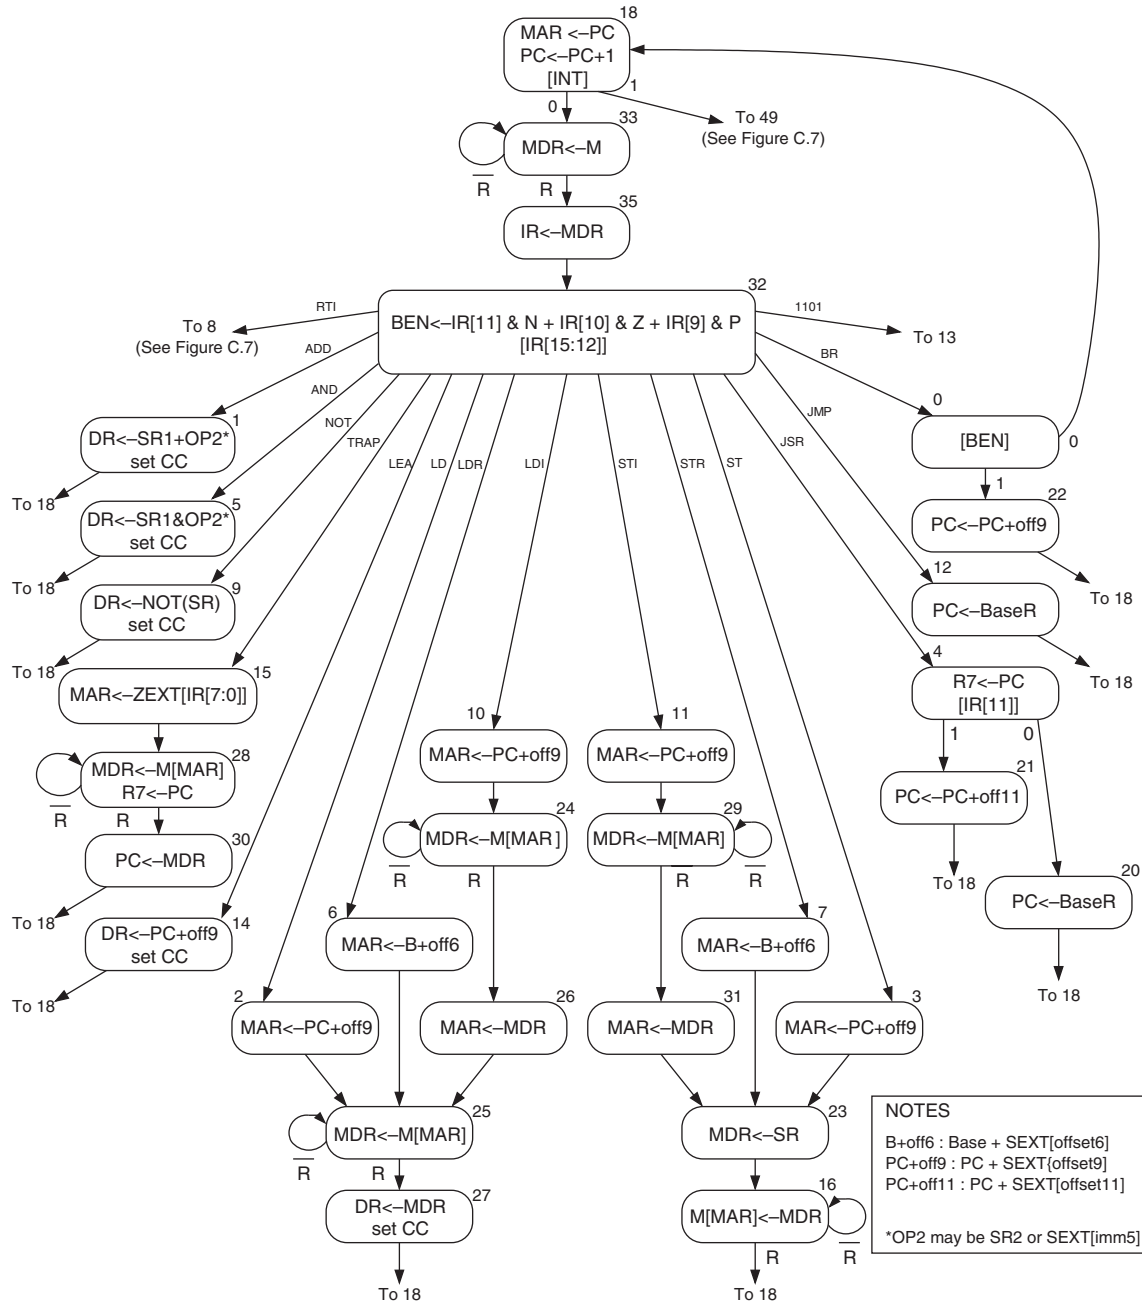 18
MAR <–PC
PC<–PC+1
[INT]
0
1
To 49
(See Figure C.7)
33
MDR<–M
R
R
35
IR<–MDR
32
BEN<–IR[11] & N + IR[10] & Z + IR[9] & P
[IR[15:12]]
RTI
To 8
(See Figure C.7)
1101
To 13
ADD
AND
NOT
TRAP
LEA
LD
LDR
LDI
STI
STR
ST
JSR
JMP
BR
1
DR<–SR1+OP2*
set CC
To 18
5
DR<–SR1&OP2*
set CC
To 18
9
DR<–NOT(SR)
set CC
To 18
15
MAR<–ZEXT[IR[7:0]]
28
MDR<–M[MAR]
R7<–PC
R
R
30
PC<–MDR
To 18
14
DR<–PC+off9
set CC
To 18
0
[BEN]
0
1
22
PC<–PC+off9
To 18
12
PC<–BaseR
To 18
4
R7<–PC
[IR[11]]
1
0
21
PC<–PC+off11
To 18
20
PC<–BaseR
To 18
10
MAR<–PC+off9
24
MDR<–M[MAR]
R
R
11
MAR<–PC+off9
29
MDR<–M[MAR]
R
R
6
MAR<–B+off6
7
MAR<–B+off6
2
MAR<–PC+off9
26
MAR<–MDR
31
MAR<–MDR
3
MAR<–PC+off9
25
MDR<–M[MAR]
R
R
27
DR<–MDR
set CC
To 18
23
MDR<–SR
16
M[MAR]<–MDR
R
R
To 18
NOTES
B+off6 : Base + SEXT[offset6]
PC+off9 : PC + SEXT{offset9]
PC+off11 : PC + SEXT[offset11]
*OP2 may be SR2 or SEXT[imm5]